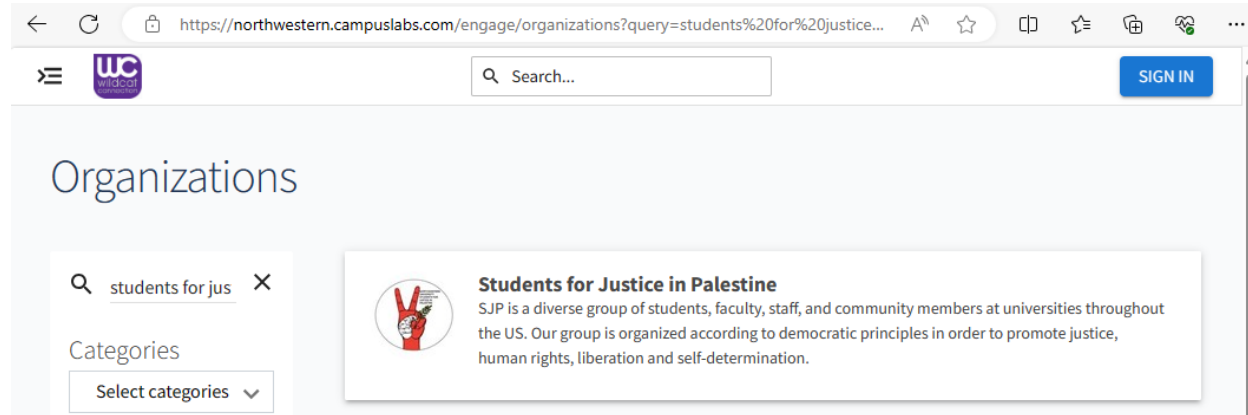 https://northwestern.campuslabs.com/engage/organizations?query=students%20for%20justice...
wc
wildcat
connection
Search...
SIGN IN
Organizations
students for jus
Categories
Select categories
Students for Justice in Palestine
SJP is a diverse group of students, faculty, staff, and community members at universities throughout
the US. Our group is organized according to democratic principles in order to promote justice,
human rights, liberation and self-determination.